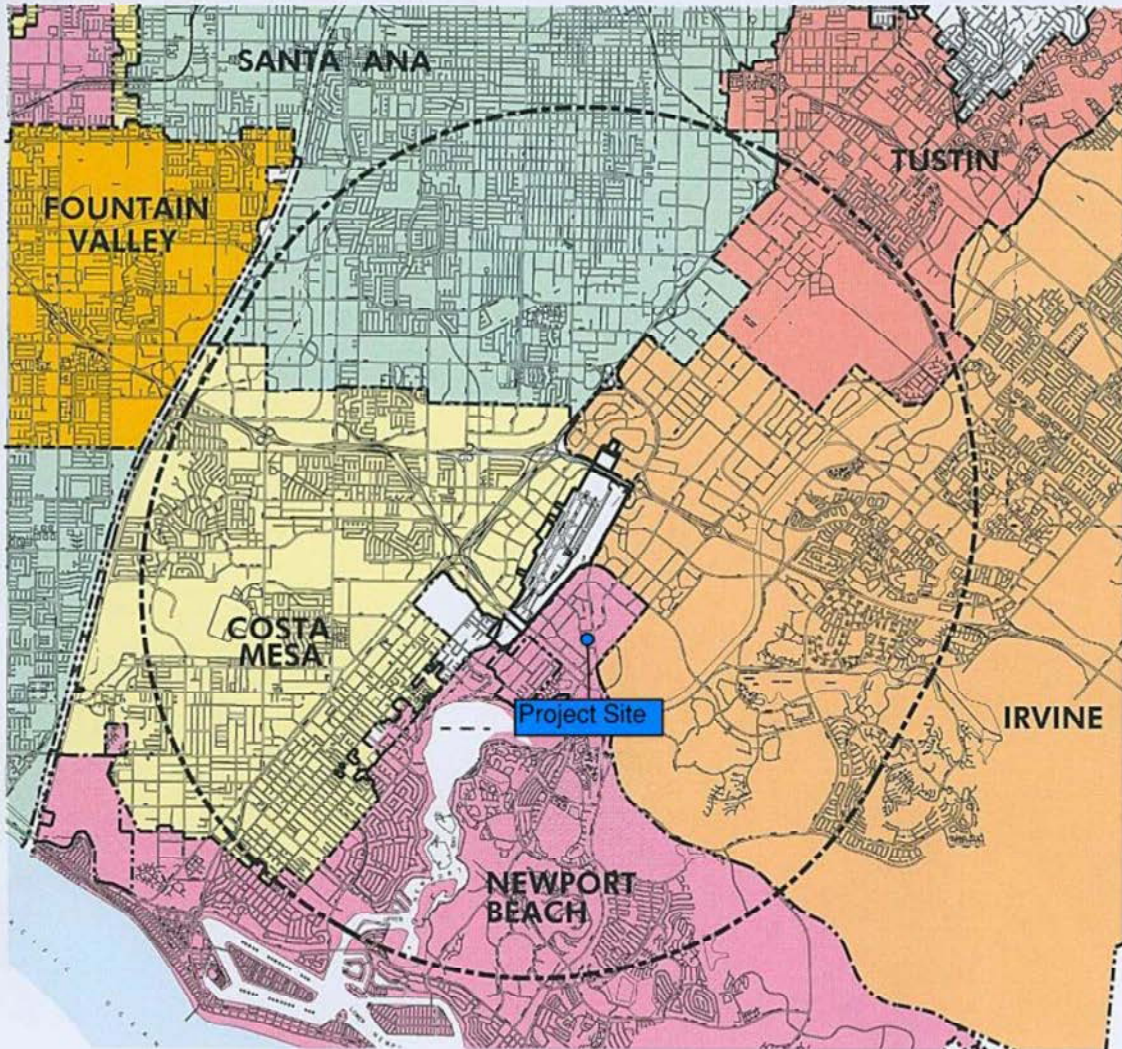 SANTA ANA
TUSTIN
FOUNTAIN
VALLEY
COSTA
MESA
Project Site
IRVINE
NEWPORT
BEACH